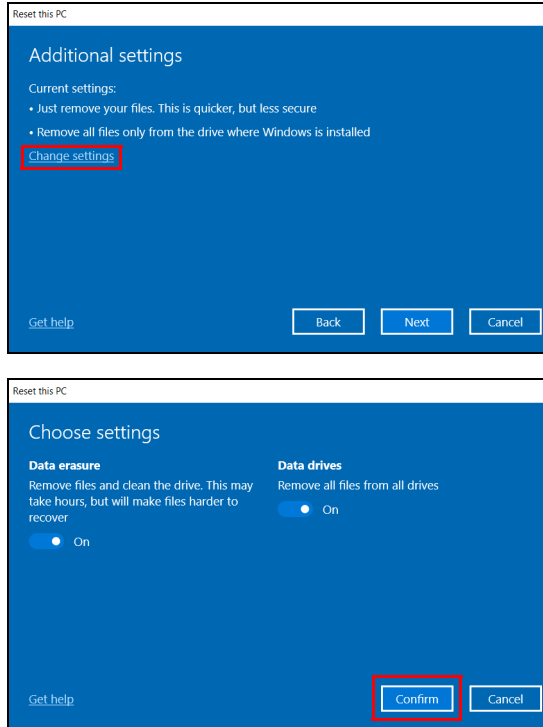 Reset this PC
Additional settings
Current settings:
• Just remove your files. This is quicker, but less secure
• Remove all files only from the drive where Windows is installed
Change settings
Get help
Back
Next
Cancel
Reset this PC
Choose settings
Data erasure
Remove files and clean the drive. This may
take hours, but will make files harder to
recover
On
Data drives
Remove all files from all drives
On
Get help
Confirm
Cancel